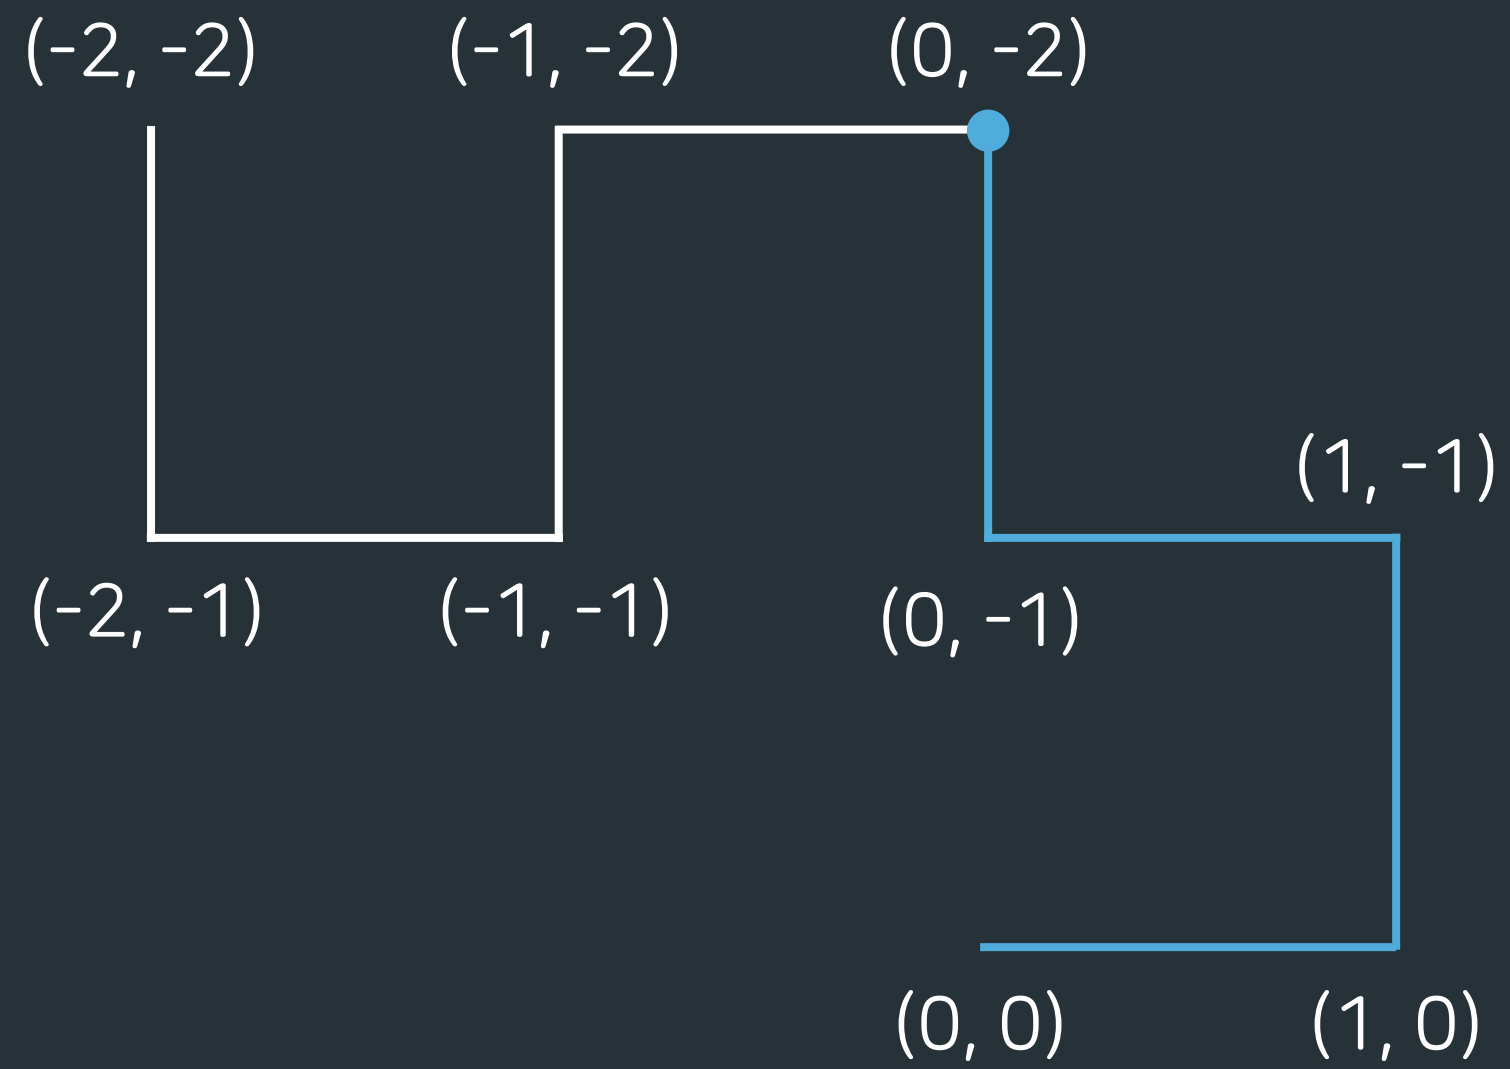 (-2, -2) (-1, -2) (0, -2)
(1, -1)
(-2, -1) (-1, -1) (0, -1)
(0, 0) (1, 0)